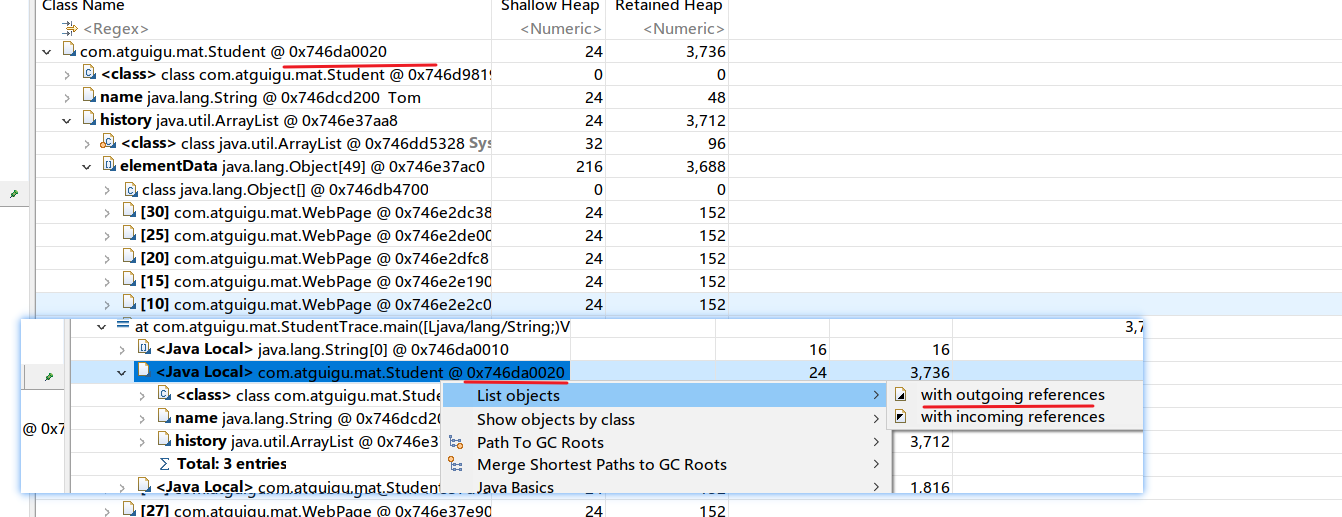 Class Name Shallow Heap Retained Heap
<Regex> <Numeric> <Numeric>
com.atguigu.mat.Student @ 0x746da0020 24 3,736
<class> class com.atguigu.mat.Student @ 0x746d9819 0 0
name java.lang.String @ 0x746dcd200 Tom 24 48
history java.util.ArrayList @ 0x746e37aa8 24 3,712
<class> class java.util.ArrayList @ 0x746dd5328 Sys 32 96
elementData java.lang.Object[49] @ 0x746e37ac0 216 3,688
class java.lang.Object[] @ 0x746db4700 0 0
[30] com.atguigu.mat.WebPage @ 0x746e2dc38 24 152
[25] com.atguigu.mat.WebPage @ 0x746e2de00 24 152
[20] com.atguigu.mat.WebPage @ 0x746e2dfc8 24 152
[15] com.atguigu.mat.WebPage @ 0x746e2e190 24 152
[10] com.atguigu.mat.WebPage @ 0x746e2e2c0 24 152
at com.atguigu.mat.StudentTrace.main([Ljava/lang/String;)V 3,7
<Java Local> java.lang.String[0] @ 0x746da0010 16 16
<Java Local> com.atguigu.mat.Student @ 0x746da0020 24 3,736
<class> class com.atguigu.mat.Stude
List objects
with outgoing references
name java.lang.String @ 0x746dcd20
Show objects by class
with incoming references
@ 0x7
history java.util.ArrayList @ 0x746e3
Path To GC Roots
3,712
Total: 3 entries
Merge Shortest Paths to GC Roots
<Java Local> com.atguigu.mat.Student
Java Basics
1,816
[27] com.atguigu.mat.WebPage @ 0x746e37e90 24 152